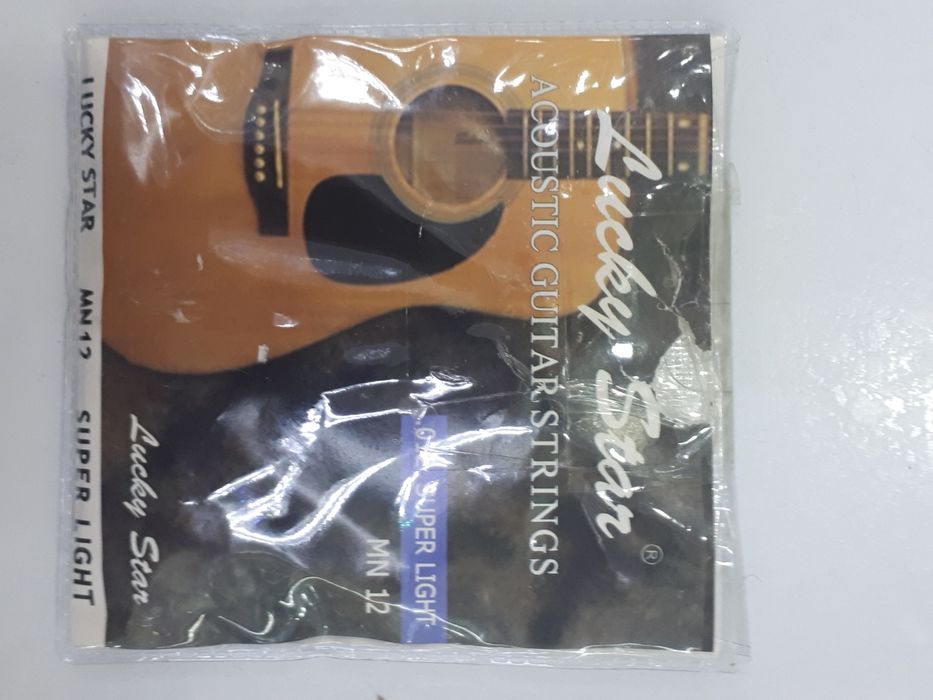 Lucky Star ®
ACOUSTIC GUITAR STRINGS
SUPER LIGHT
MN 12
Lucky Star
LUCKY STAR MN 12 SUPER LIGHT